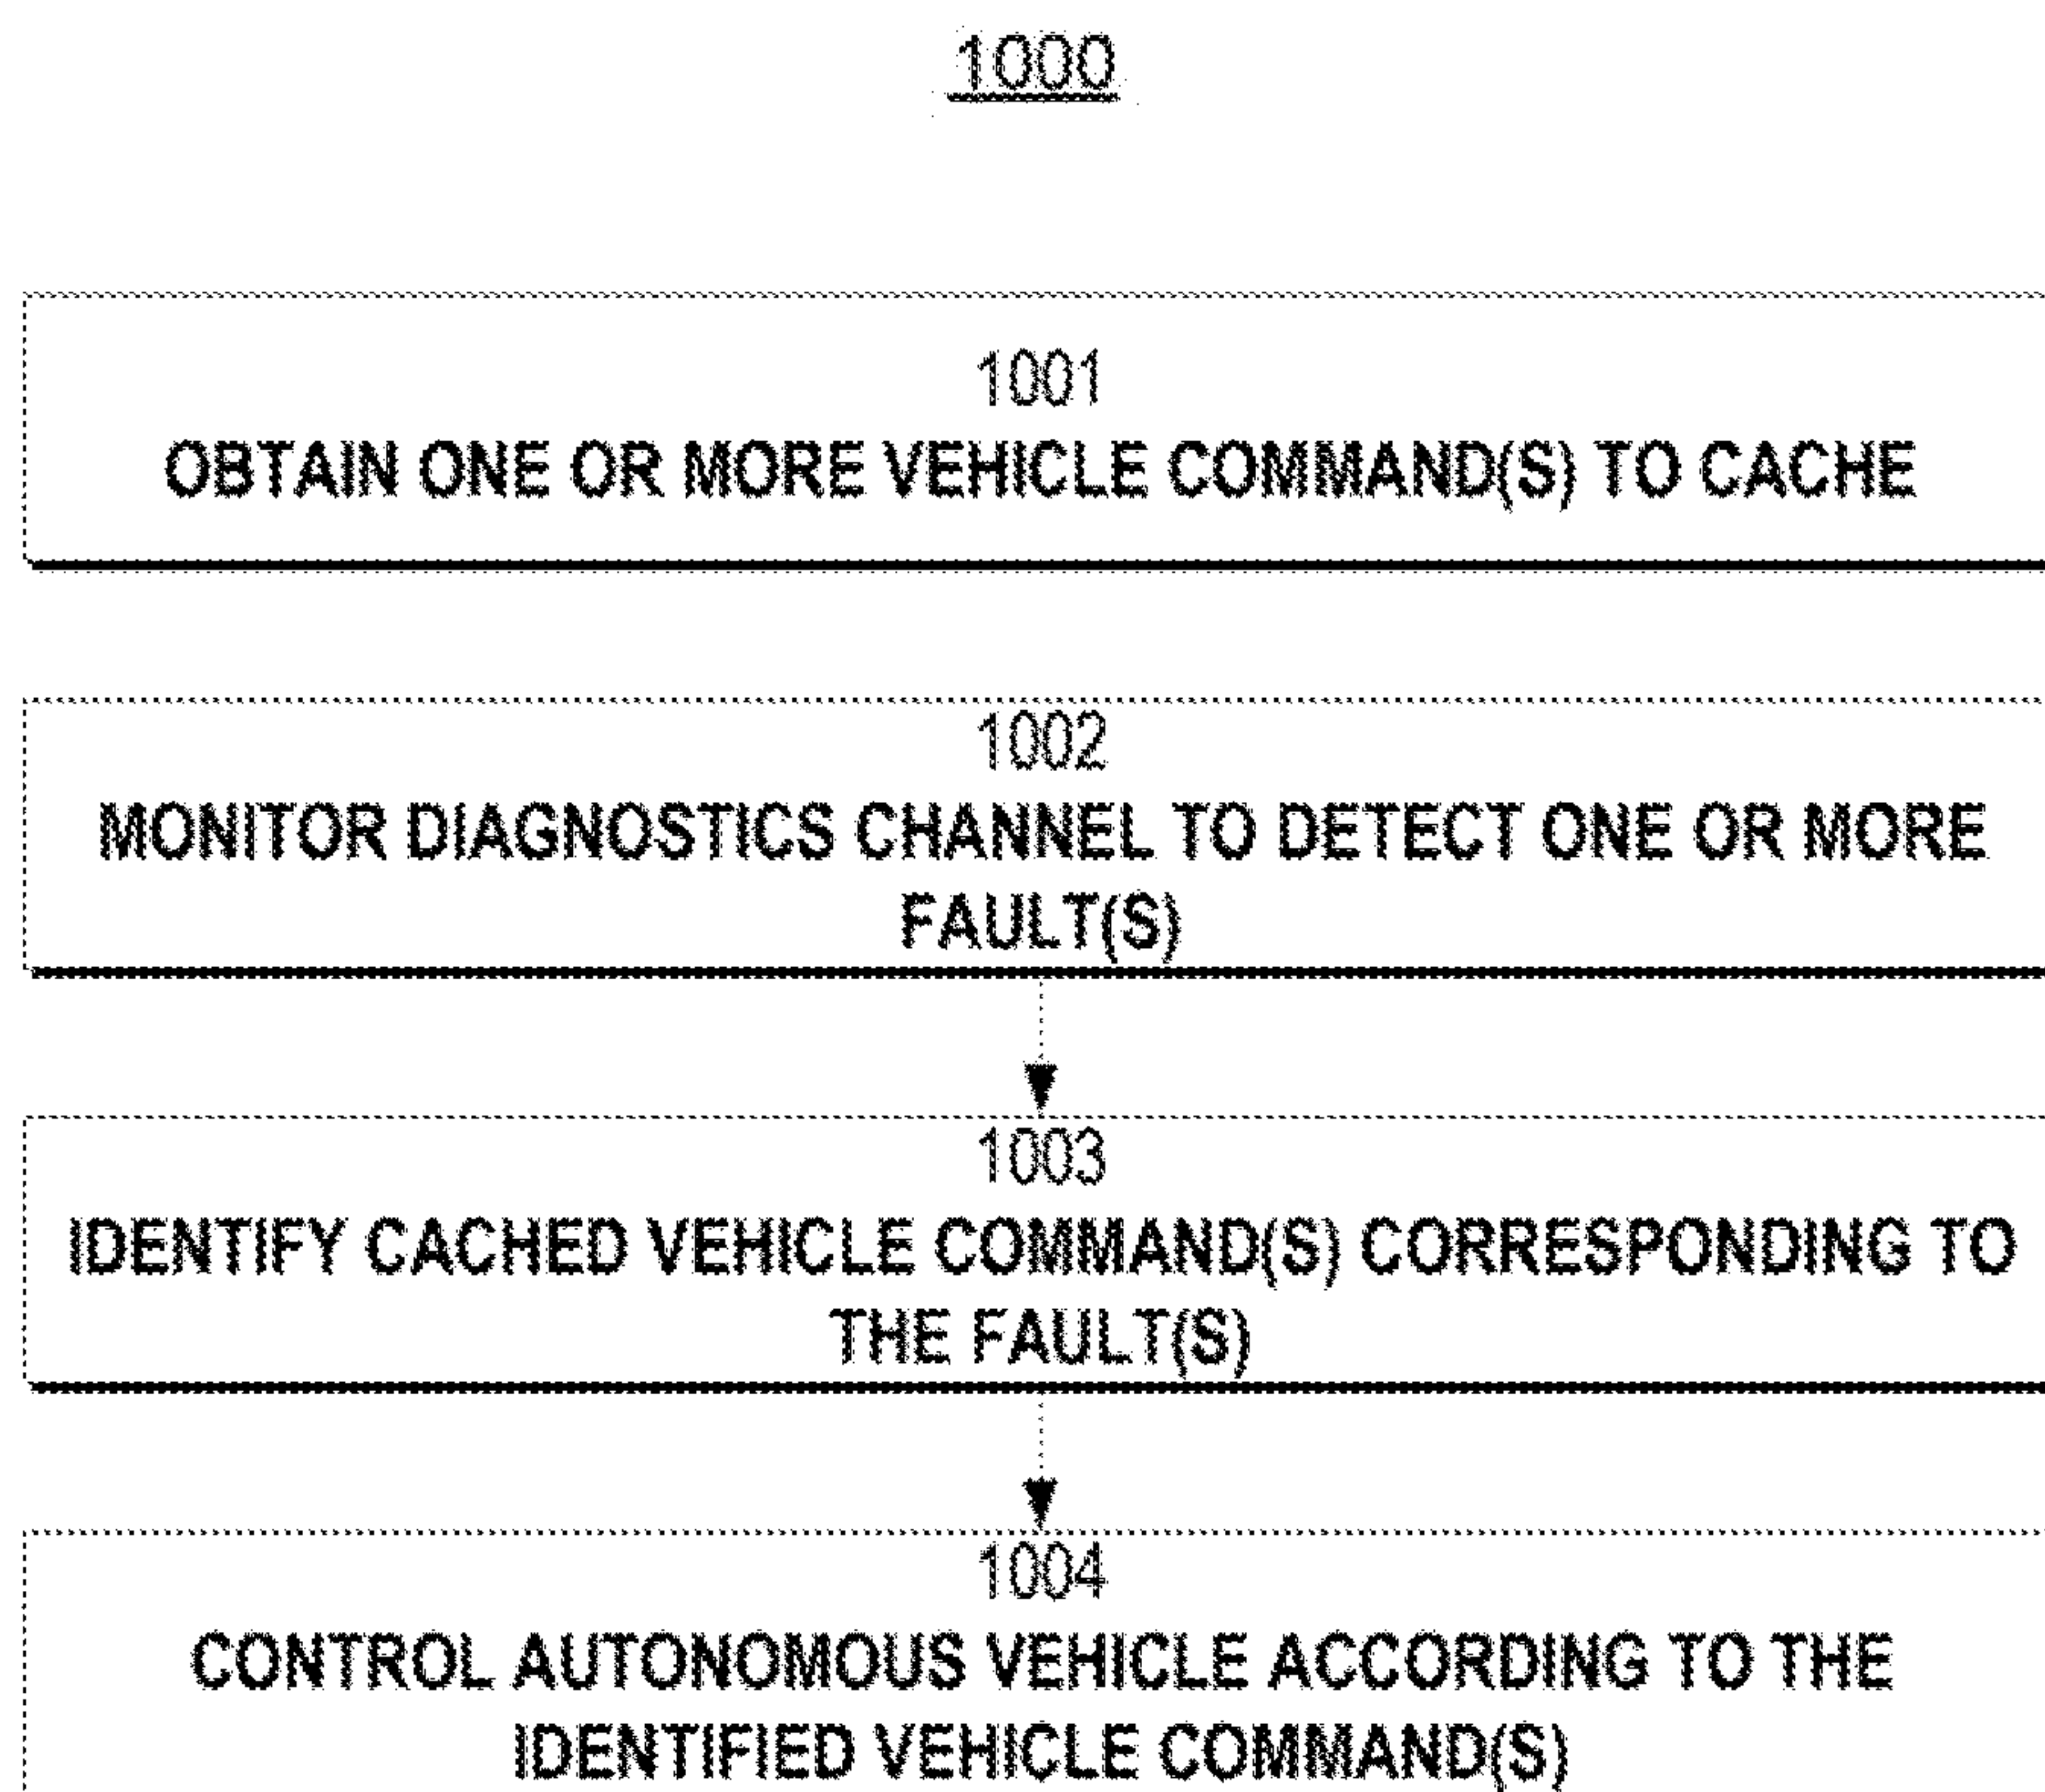 1000
1001
OBTAIN ONE OR MORE VEHICLE COMMAND(S) TO CACHE
1002
MONITOR DIAGNOSTICS CHANNEL TO DETECT ONE OR MORE
FAULT(S)
1003
IDENTIFY CACHED VEHICLE COMMAND(S) CORRESPONDING TO
THE FAULT(S)
1004
CONTROL AUTONOMOUS VEHICLE ACCORDING TO THE
IDENTIFIED VEHICLE COMMAND(S)